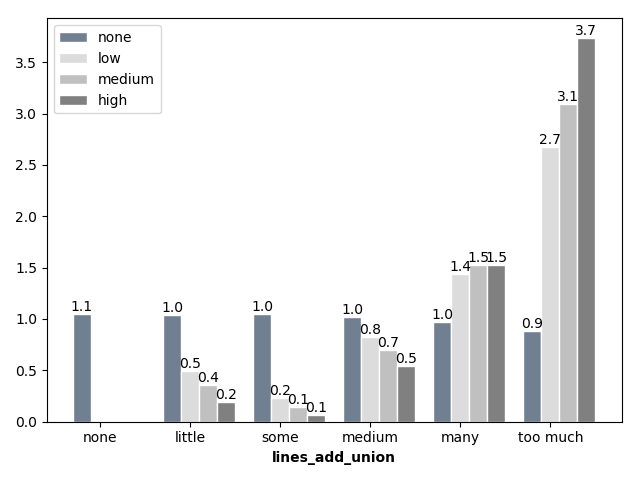 none
low
medium
high
3.5
3.0
2.5
2.0
1.5
1.0
0.5
0.0
1.1
1.0 0.5 0.4 0.2
1.0 0.2 0.1 0.1
1.0 0.8 0.7 0.5
1.0 1.4 1.5 1.5
0.9 2.7 3.1 3.7
none little some medium many too much
lines_add_union